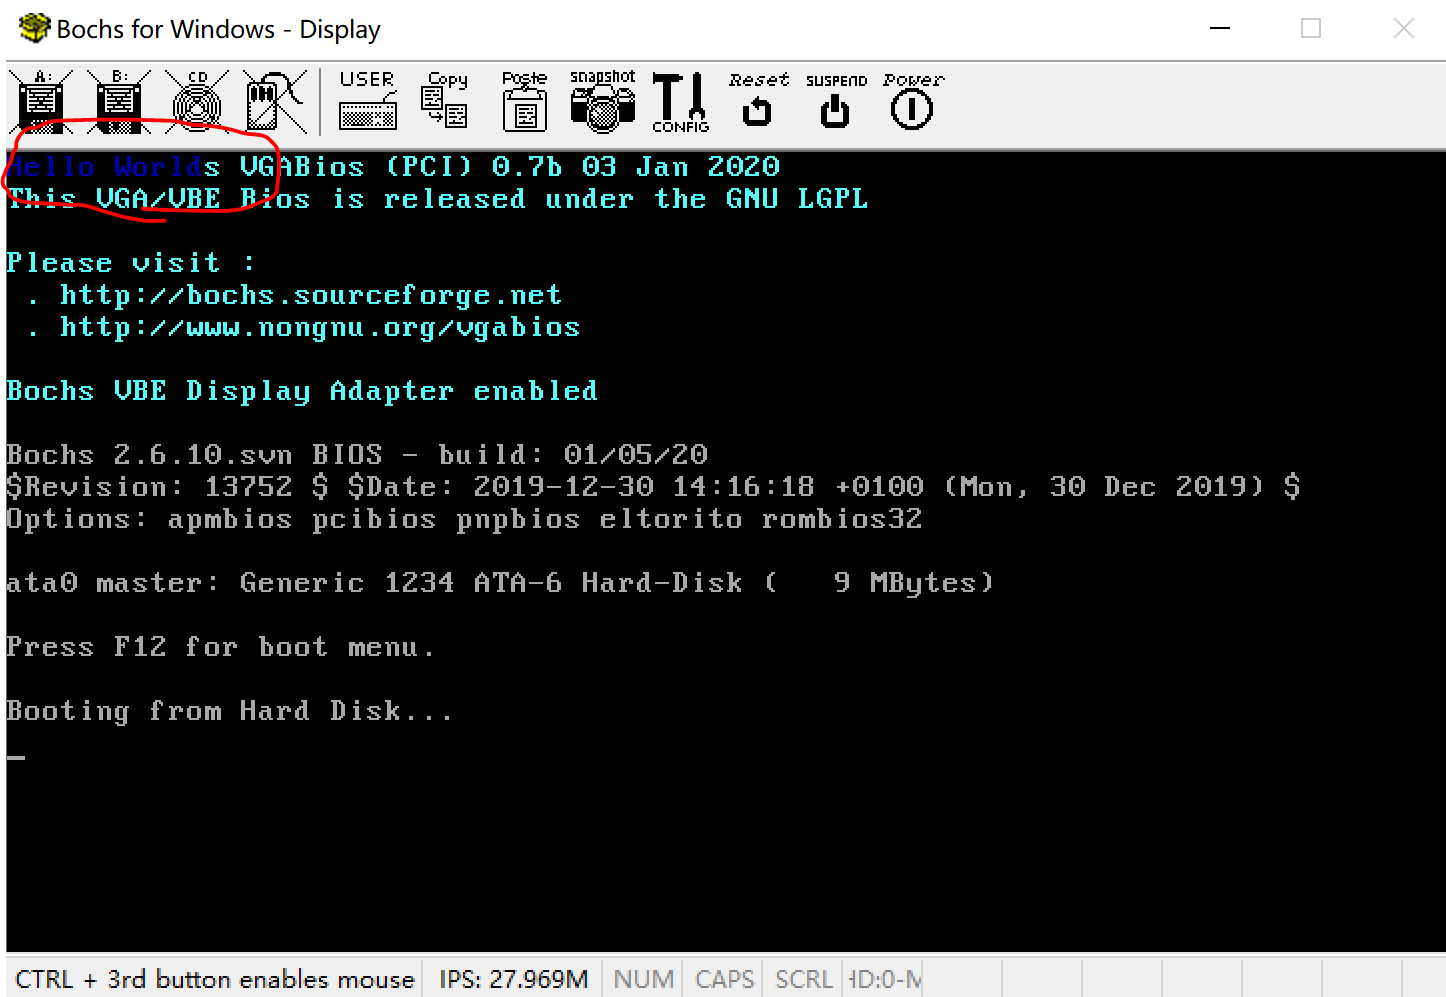 Bochs for Windows - Display
A: B: CD USER Copy Paste snapshot CONFIG Reset SUSPEND Power
Hello Worlds VGABios (PCI) 0.7b 03 Jan 2020
This VGA/VBE Bios is released under the GNU LGPL
Please visit :
. http://bochs.sourceforge.net
. http://www.nongnu.org/vgabios
Bochs VBE Display Adapter enabled
Bochs 2.6.10.svn BIOS - build: 01/05/20
$Revision: 13752 $ $Date: 2019-12-30 14:16:18 +0100 (Mon, 30 Dec 2019) $
Options: apmbios pcibios pnpbios eltorito rombios32
ata0 master: Generic 1234 ATA-6 Hard-Disk (   9 MBytes)
Press F12 for boot menu.
Booting from Hard Disk...
CTRL + 3rd button enables mouse IPS: 27.969M NUM CAPS SCRL